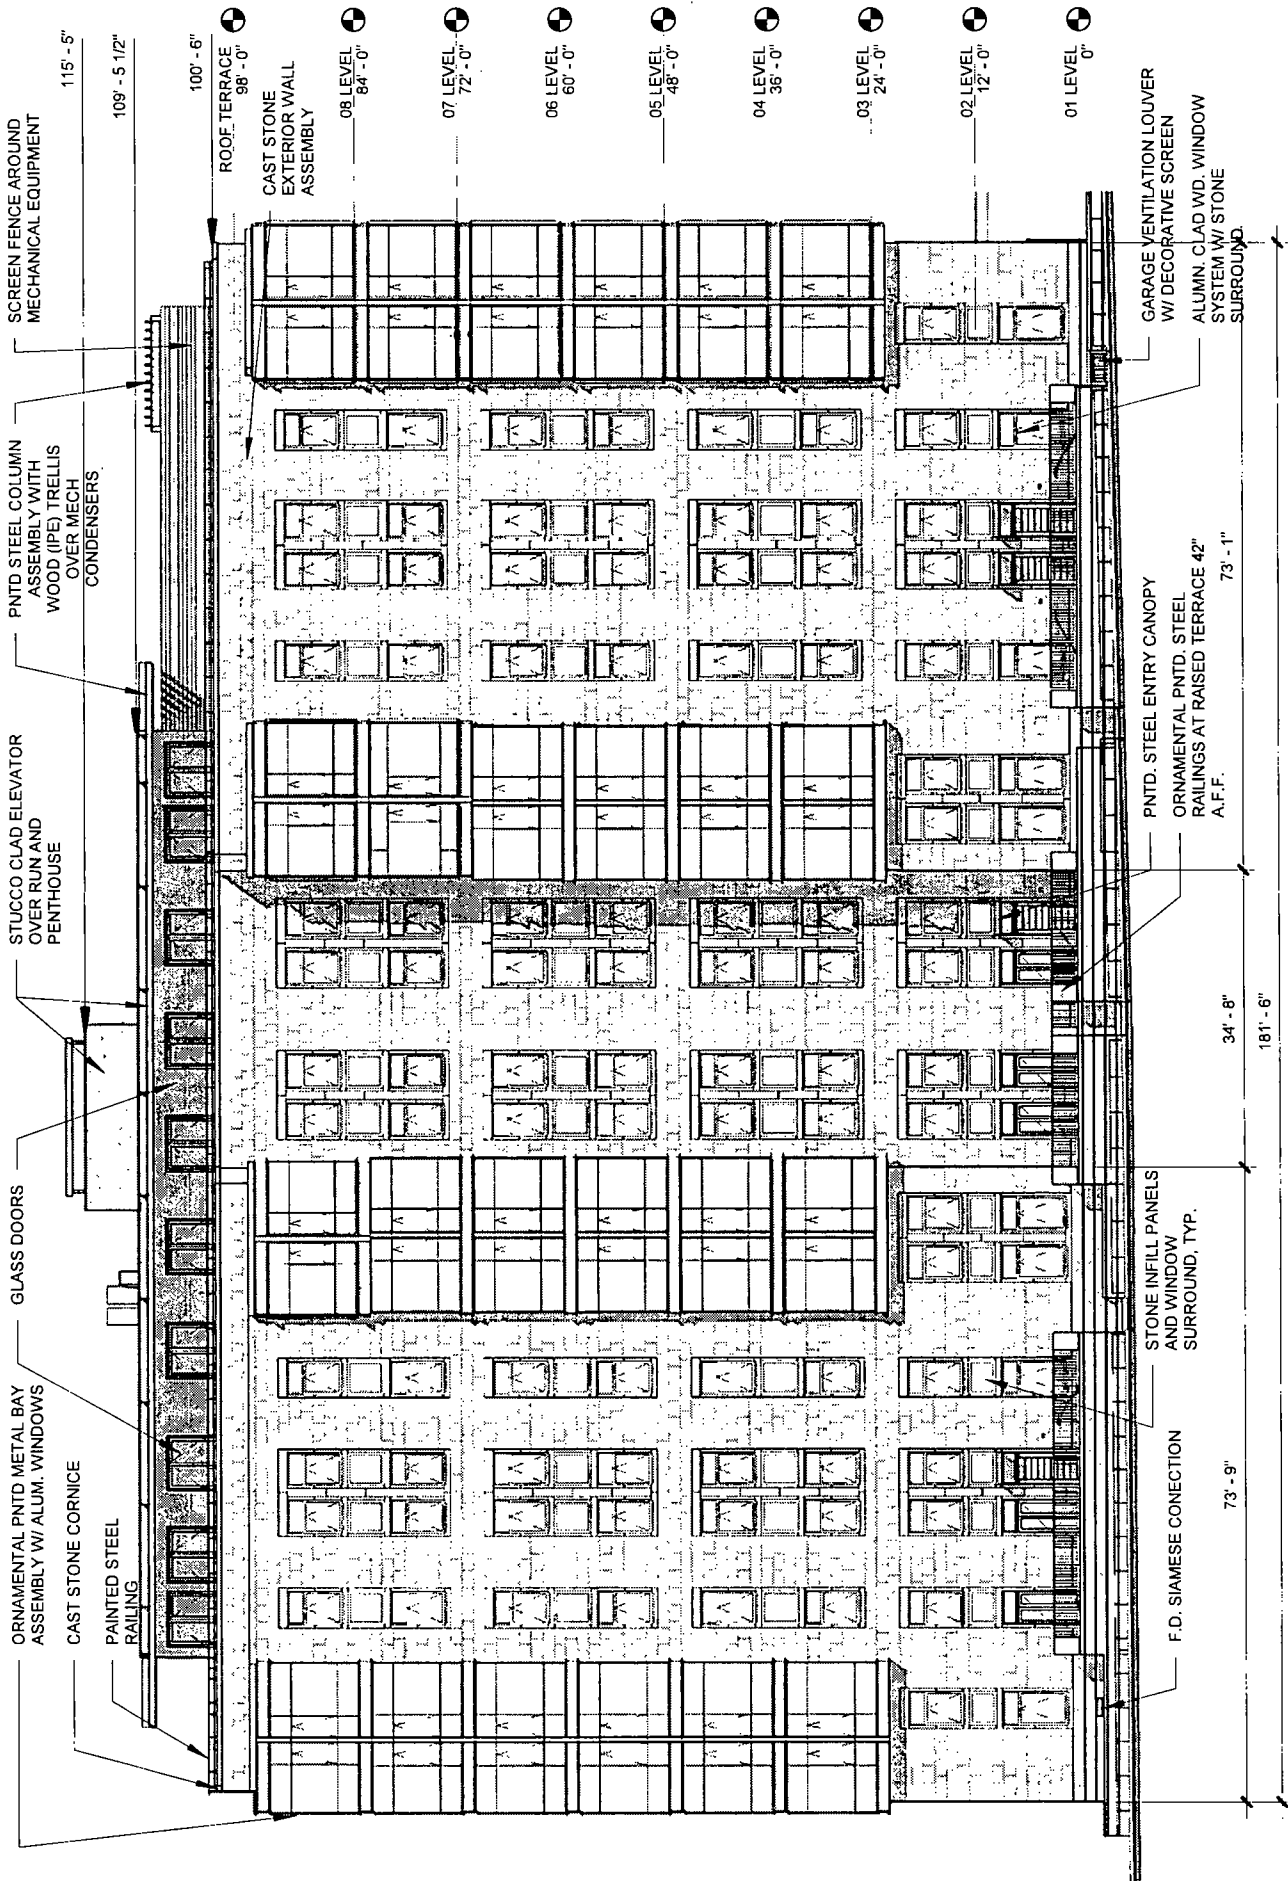 ORNAMENTAL PNTD METAL BAY
ASSEMBLY W/ ALUM. WINDOWS
CAST STONE CORNICE
PAINTED STEEL
RAILING
GLASS DOORS
STUCCO CLAD ELEVATOR
OVER RUN AND
PENTHOUSE
PNTD STEEL COLUMN
ASSEMBLY WITH
WOOD (IPE) TRELLIS
OVER MECH
CONDENSERS
SCREEN FENCE AROUND
MECHANICAL EQUIPMENT
115' - 5"
109' - 5 1/2"
100' - 6"
ROOF TERRACE
98' - 0"
CAST STONE
EXTERIOR WALL
ASSEMBLY
08 LEVEL
84' - 0"
07 LEVEL
72' - 0"
06 LEVEL
60' - 0"
05 LEVEL
48' - 0"
04 LEVEL
36' - 0"
03 LEVEL
24' - 0"
02 LEVEL
12' - 0"
01 LEVEL
0"
F.D. SIAMESE CONECTION
STONE INFILL PANELS
AND WINDOW
SURROUND, TYP.
PNTD. STEEL ENTRY CANOPY
ORNAMENTAL PNTD. STEEL
RAILINGS AT RAISED TERRACE 42"
A.F.F.
GARAGE VENTILATION LOUVER
W/ DECORATIVE SCREEN
ALUMN. CLAD WD. WINDOW
SYSTEM W/ STONE
SURROUND
73' - 9"
34' - 8"
73' - 1"
181' - 6"